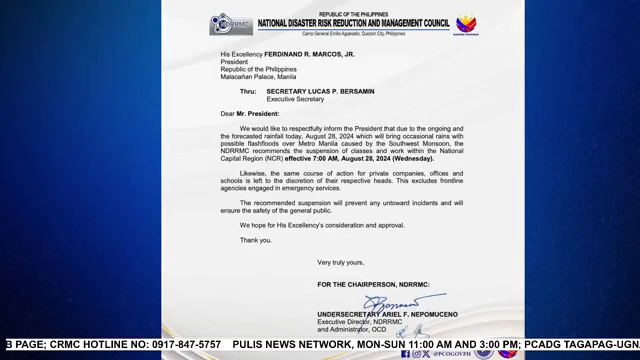 REPUBLIC OF THE PHILIPPINES
NDRRMC
NATIONAL DISASTER RISK REDUCTION AND MANAGEMENT COUNCIL
Camp General Emilio Aguinaldo, Quezon City, Philippines
BAGONG PILIPINAS
His Excellency FERDINAND R. MARCOS, JR.
President
Republic of the Philippines
Malacañan Palace, Manila
Thru: SECRETARY LUCAS P. BERSAMIN
Executive Secretary
Dear Mr. President:
We would like to respectfully inform the President that due to the ongoing and
the forecasted rainfall today, August 28, 2024 which will bring occasional rains with
possible flashfloods over Metro Manila caused by the Southwest Monsoon, the
NDRRMC recommends the suspension of classes and work within the National
Capital Region (NCR) effective 7:00 AM, August 28, 2024 (Wednesday).
Likewise, the same course of action for private companies, offices and
schools is left to the discretion of their respective heads. This excludes frontline
agencies engaged in emergency services.
The recommended suspension will prevent any untoward incidents and will
ensure the safety of the general public.
We hope for His Excellency's consideration and approval.
Thank you.
Very truly yours,
FOR THE CHAIRPERSON, NDRRMC:
UNDERSECRETARY ARIEL F. NEPOMUCENO
Executive Director, NDRRMC
and Administrator, OCD
B PAGE; CRMC HOTLINE NO: 0917-847-5757 PULIS NEWS NETWORK, MON-SUN 11:00 AM AND 3:00 PM; PCADG TAGAPAG-UGN
@PCOGOVPH